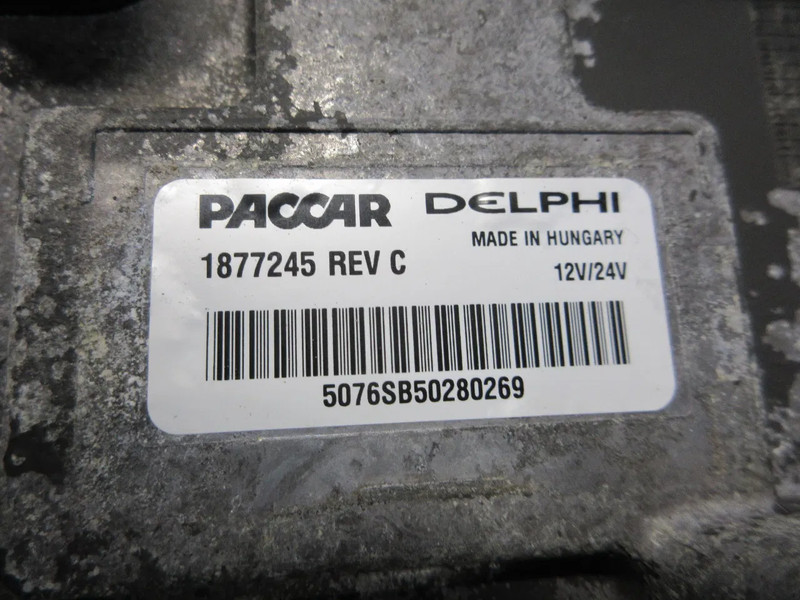 PACCAR DELPHI
MADE IN HUNGARY
1877245 REV C
12V/24V
5076SB50280269